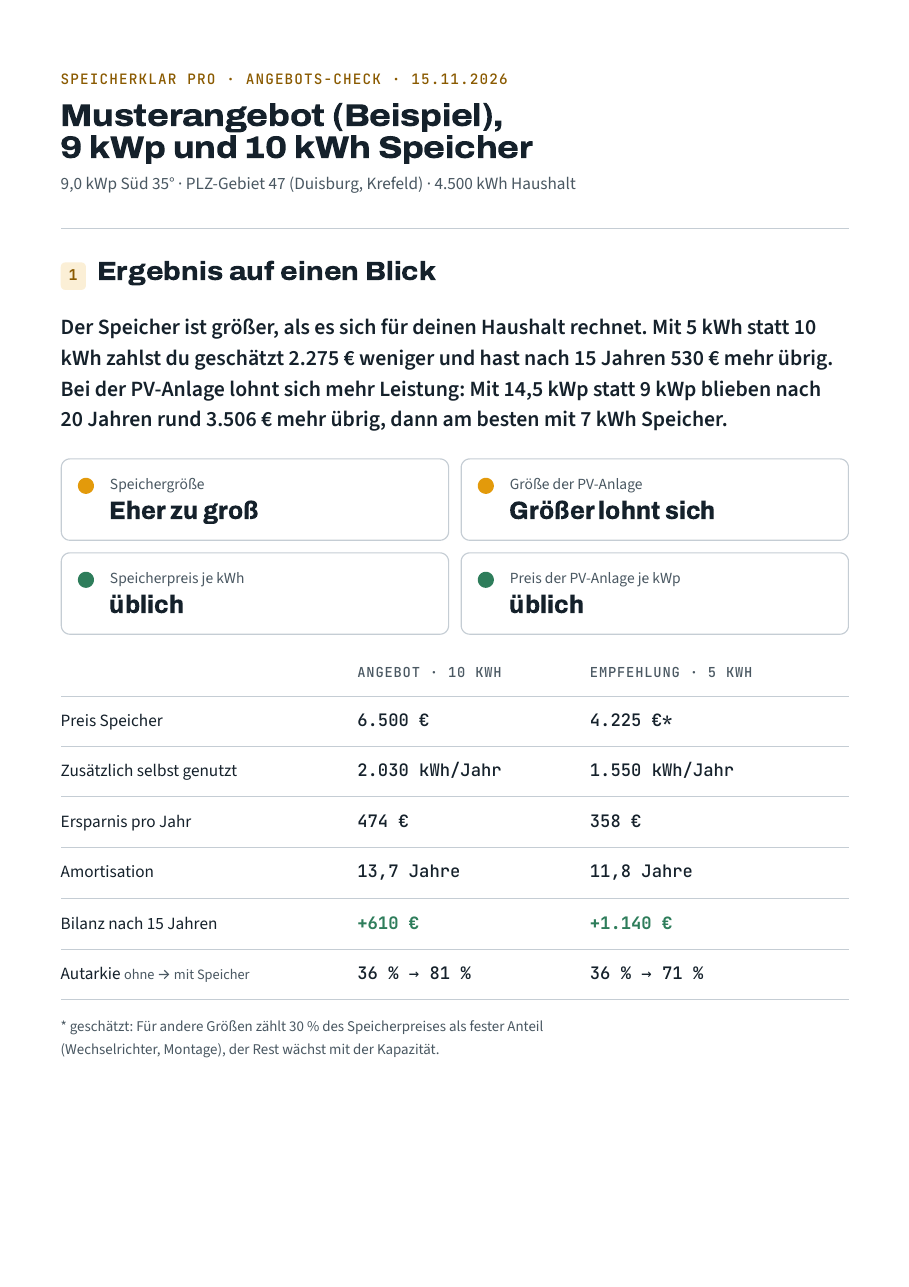 SPEICHERKLAR PRO · ANGEBOTS-CHECK · 15.11.2026
Musterangebot (Beispiel),
9 kWp und 10 kWh Speicher
9,0 kWp Süd 35° · PLZ-Gebiet 47 (Duisburg, Krefeld) · 4.500 kWh Haushalt
1 Ergebnis auf einen Blick
Der Speicher ist größer, als es sich für deinen Haushalt rechnet. Mit 5 kWh statt 10
kWh zahlst du geschätzt 2.275 € weniger und hast nach 15 Jahren 530 € mehr übrig.
Bei der PV-Anlage lohnt sich mehr Leistung: Mit 14,5 kWp statt 9 kWp blieben nach
20 Jahren rund 3.506 € mehr übrig, dann am besten mit 7 kWh Speicher.
Speichergröße
Eher zu groß
Größe der PV-Anlage
Größer lohnt sich
Speicherpreis je kWh
üblich
Preis der PV-Anlage je kWp
üblich
ANGEBOT · 10 KWH EMPFEHLUNG · 5 KWH
Preis Speicher 6.500 € 4.225 €*
Zusätzlich selbst genutzt 2.030 kWh/Jahr 1.550 kWh/Jahr
Ersparnis pro Jahr 474 € 358 €
Amortisation 13,7 Jahre 11,8 Jahre
Bilanz nach 15 Jahren +610 € +1.140 €
Autarkie ohne → mit Speicher 36 % → 81 % 36 % → 71 %
* geschätzt: Für andere Größen zählt 30 % des Speicherpreises als fester Anteil
(Wechselrichter, Montage), der Rest wächst mit der Kapazität.